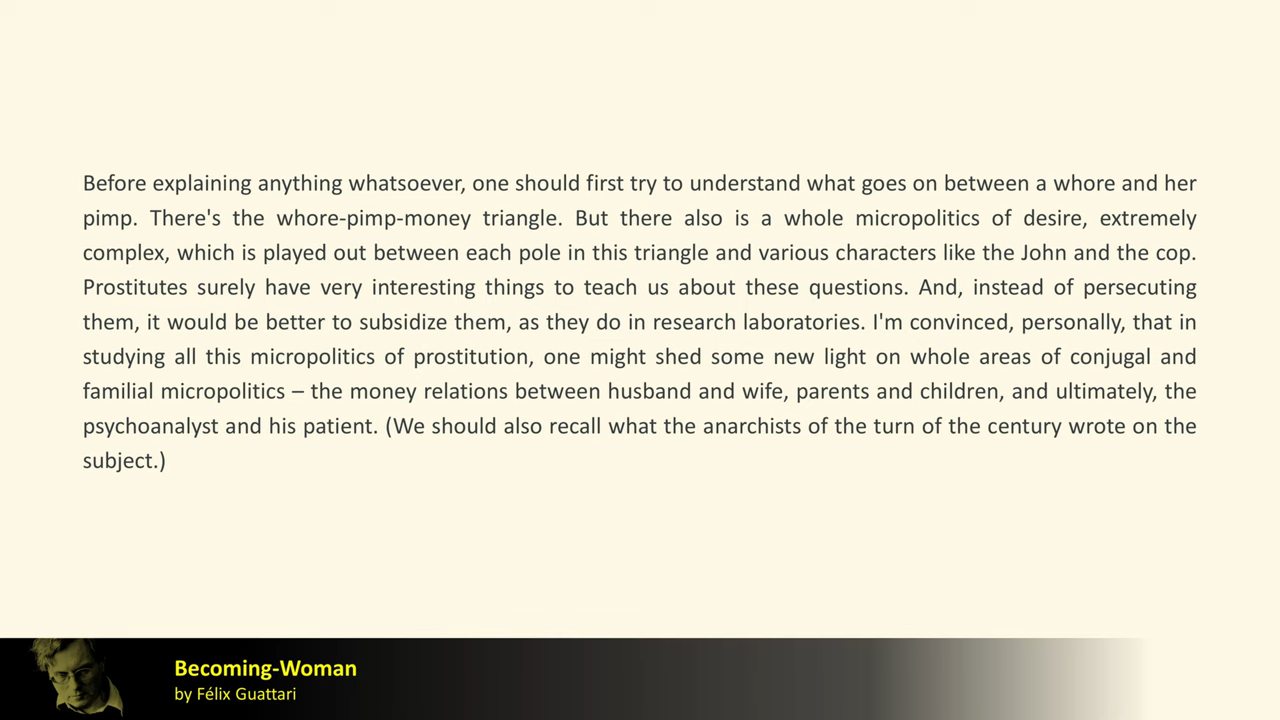 Before explaining anything whatsoever, one should first try to understand what goes on between a whore and her
pimp. There's the whore-pimp-money triangle. But there also is a whole micropolitics of desire, extremely
complex, which is played out between each pole in this triangle and various characters like the John and the cop.
Prostitutes surely have very interesting things to teach us about these questions. And, instead of persecuting
them, it would be better to subsidize them, as they do in research laboratories. I'm convinced, personally, that in
studying all this micropolitics of prostitution, one might shed some new light on whole areas of conjugal and
familial micropolitics – the money relations between husband and wife, parents and children, and ultimately, the
psychoanalyst and his patient. (We should also recall what the anarchists of the turn of the century wrote on the
subject.)
Becoming-Woman
by Félix Guattari